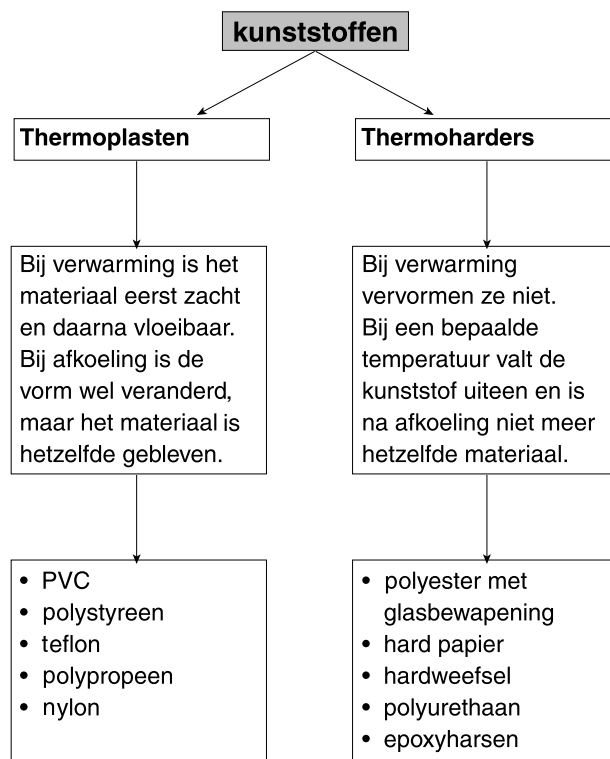 kunststoffen
Thermoplasten
Thermoharders
Bij verwarming is het
materiaal eerst zacht
en daarna vloeibaar.
Bij afkoeling is de
vorm wel veranderd,
maar het materiaal is
hetzelfde gebleven.
Bij verwarming
vervormen ze niet.
Bij een bepaalde
temperatuur valt de
kunststof uiteen en is
na afkoeling niet meer
hetzelfde materiaal.
• PVC
• polystyreen
• teflon
• polypropeen
• nylon
• polyester met
glasbewapening
• hard papier
• hardweefsel
• polyurethaan
• epoxyharsen